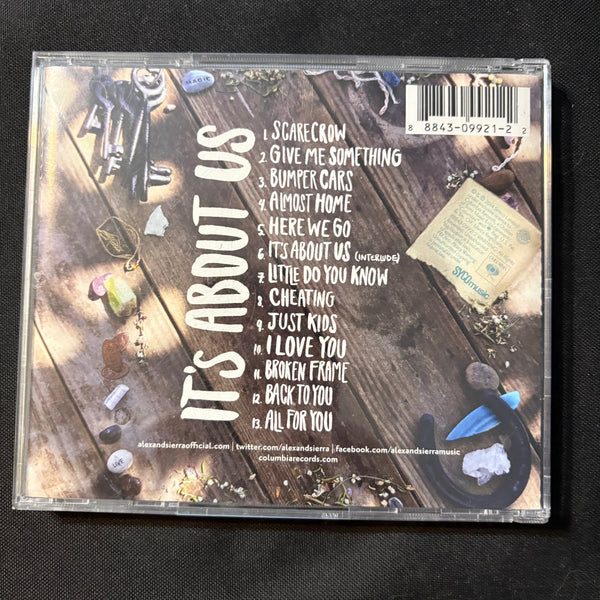 MAGIC
8 8843-09921-2 2
IT'S ABOUT US
1. SCARECROW
2. GIVE ME SOMETHING
3. BUMPER CARS
4. ALMOST HOME
5. HERE WE GO
6. IT'S ABOUT US (INTERLUDE)
7. LITTLE DO YOU KNOW
8. CHEATING
9. JUST KIDS
10. I LOVE YOU
11. BROKEN FRAME
12. BACK TO YOU
13. ALL FOR YOU
SYCOmusic
LIVE
alexandsierraofficial.com | twitter.com/alexandsierra | facebook.com/alexandsierramusic
columbiarecords.com